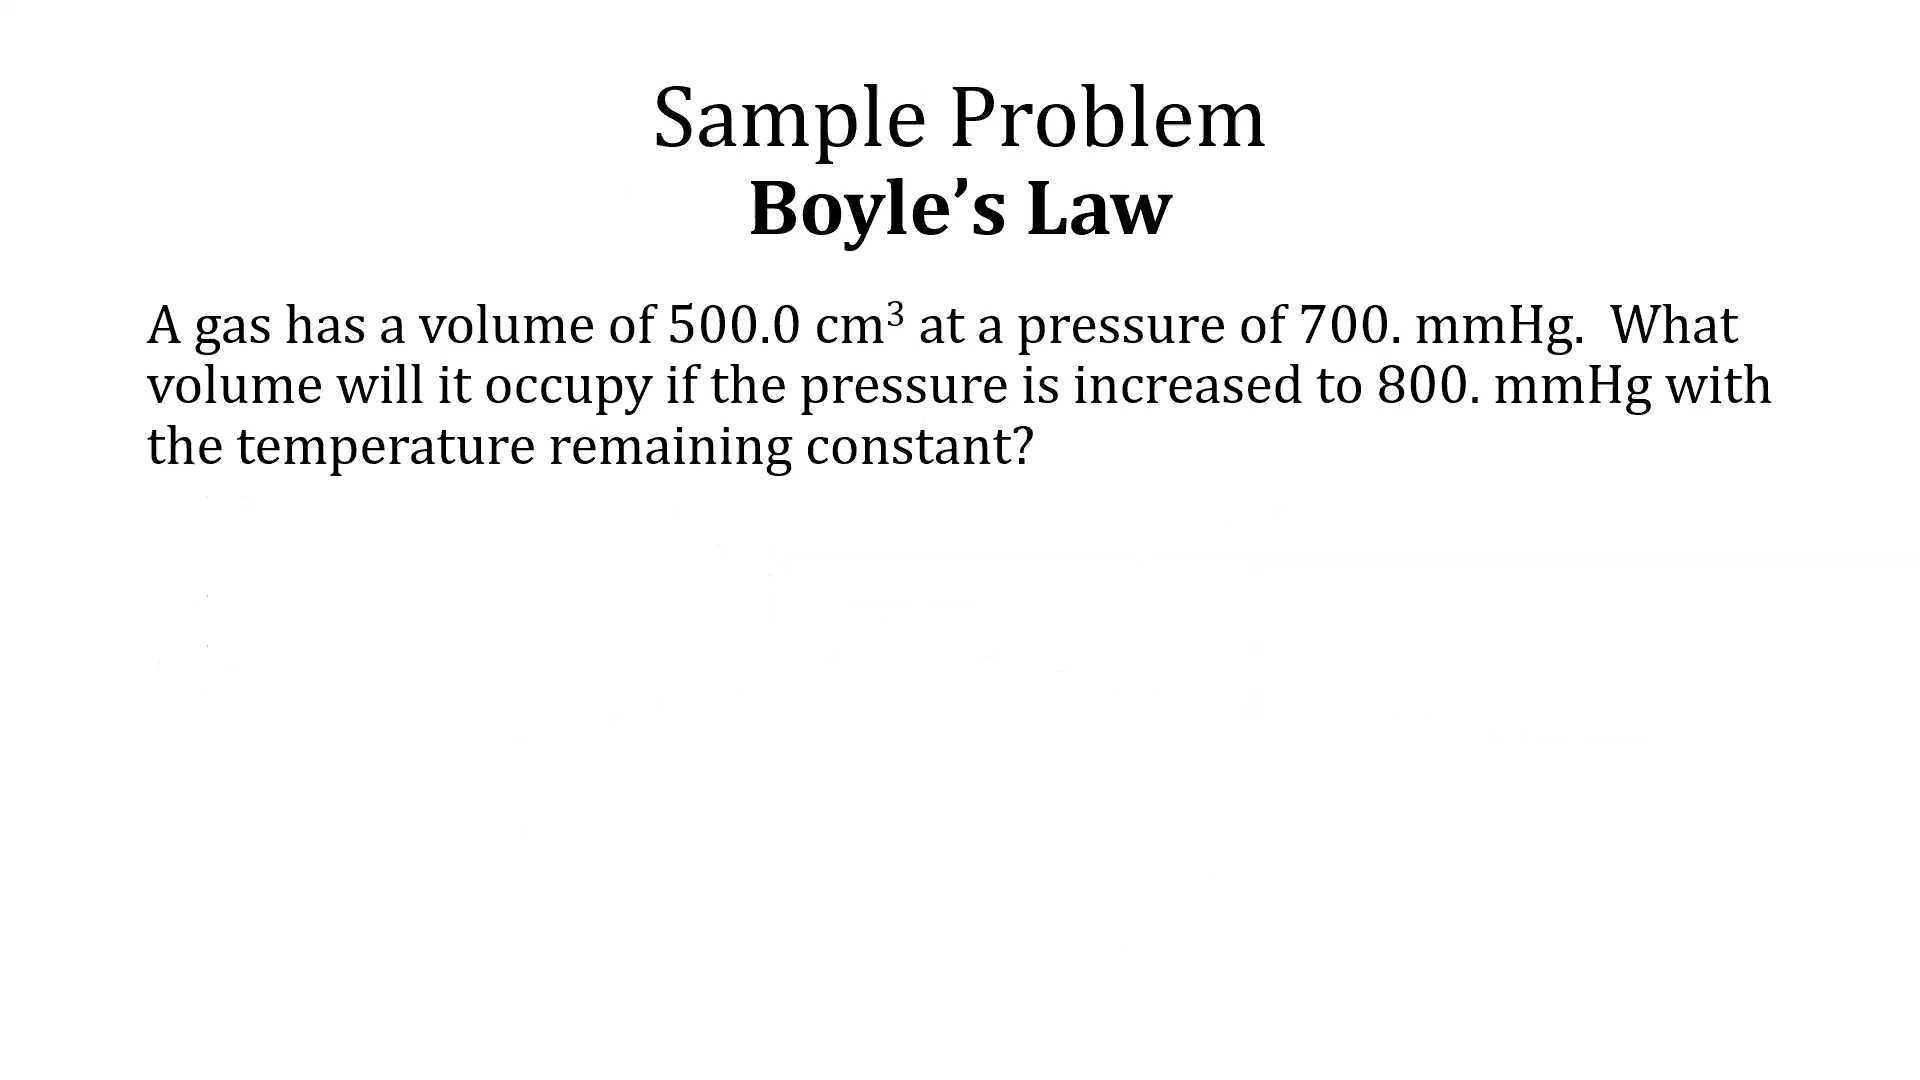 Sample Problem
Boyle’s Law
A gas has a volume of 500.0 cm³ at a pressure of 700. mmHg.  What
volume will it occupy if the pressure is increased to 800. mmHg with
the temperature remaining constant?